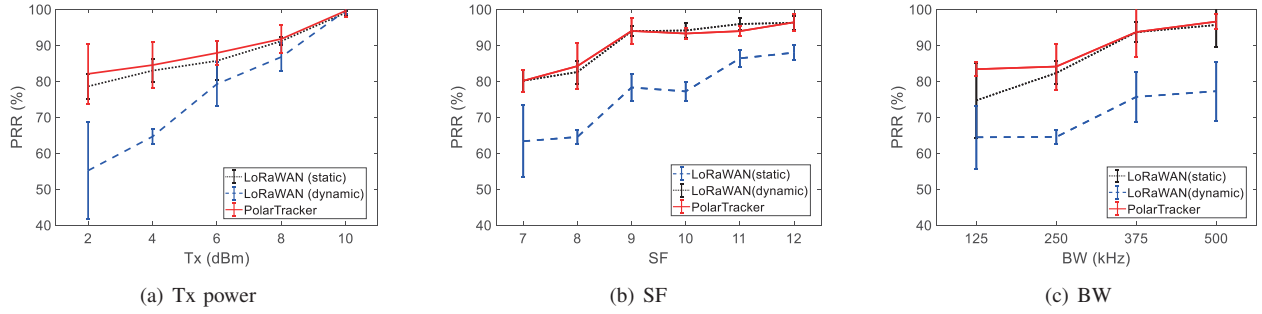 100
90
80
70
60
50
40
PRR (%)
2 4 6 8 10
Tx (dBm)
LoRaWAN (static)
LoRaWAN (dynamic)
PolarTracker
(a) Tx power
100
90
80
70
60
50
40
PRR (%)
7 8 9 10 11 12
SF
LoRaWAN(static)
LoRaWAN(dynamic)
PolarTracker
(b) SF
100
90
80
70
60
50
40
PRR (%)
125 250 375 500
BW (kHz)
LoRaWAN(static)
LoRaWAN(dynamic)
PolarTracker
(c) BW